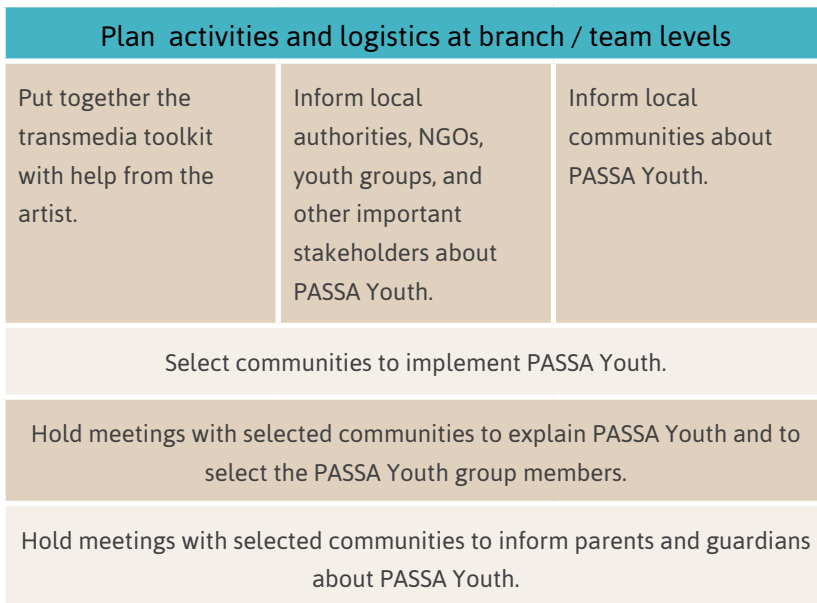 Plan activities and logistics at branch / team levels
Put together the
transmedia toolkit
with help from the
artist.
Inform local
authorities, NGOs,
youth groups, and
other important
stakeholders about
PASSA Youth.
Inform local
communities about
PASSA Youth.
Select communities to implement PASSA Youth.
Hold meetings with selected communities to explain PASSA Youth and to
select the PASSA Youth group members.
Hold meetings with selected communities to inform parents and guardians
about PASSA Youth.